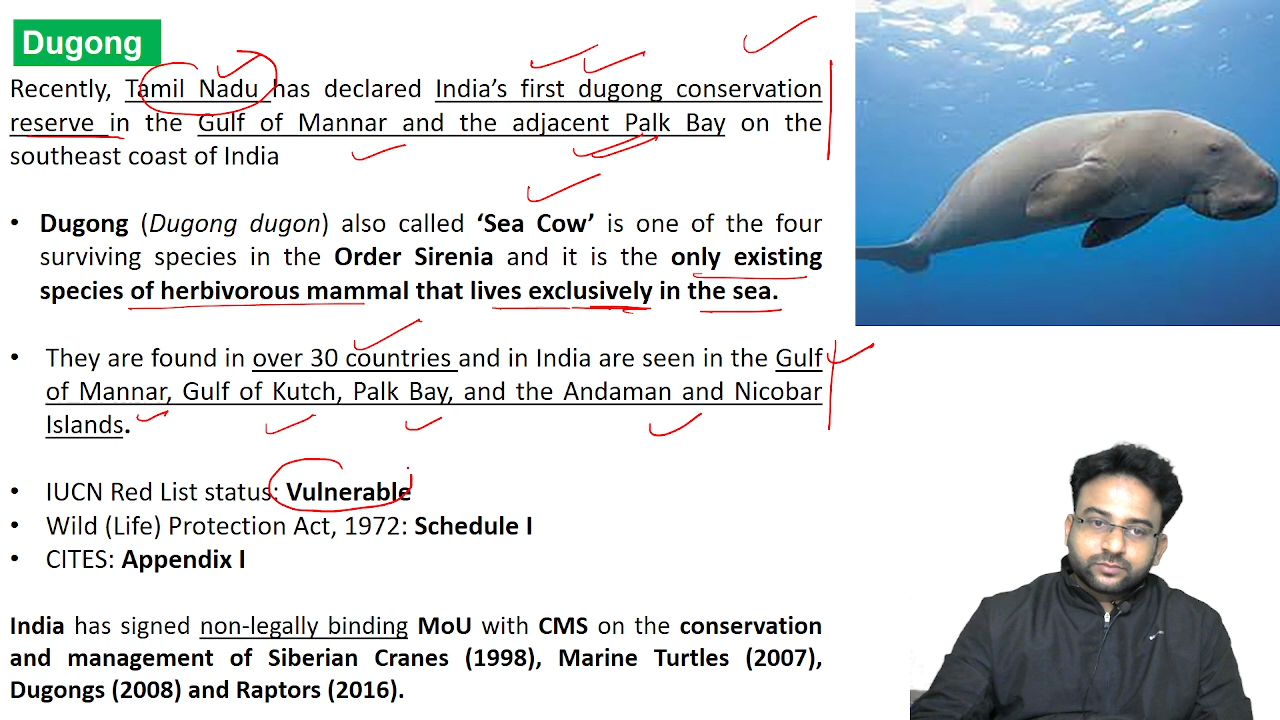 Dugong
Recently, Tamil Nadu has declared India’s first dugong conservation
reserve in the Gulf of Mannar and the adjacent Palk Bay on the
southeast coast of India
• Dugong (Dugong dugon) also called ‘Sea Cow’ is one of the four
surviving species in the Order Sirenia and it is the only existing
species of herbivorous mammal that lives exclusively in the sea.
• They are found in over 30 countries and in India are seen in the Gulf
of Mannar, Gulf of Kutch, Palk Bay, and the Andaman and Nicobar
Islands.
• IUCN Red List status: Vulnerable
• Wild (Life) Protection Act, 1972: Schedule I
• CITES: Appendix I
India has signed non-legally binding MoU with CMS on the conservation
and management of Siberian Cranes (1998), Marine Turtles (2007),
Dugongs (2008) and Raptors (2016).